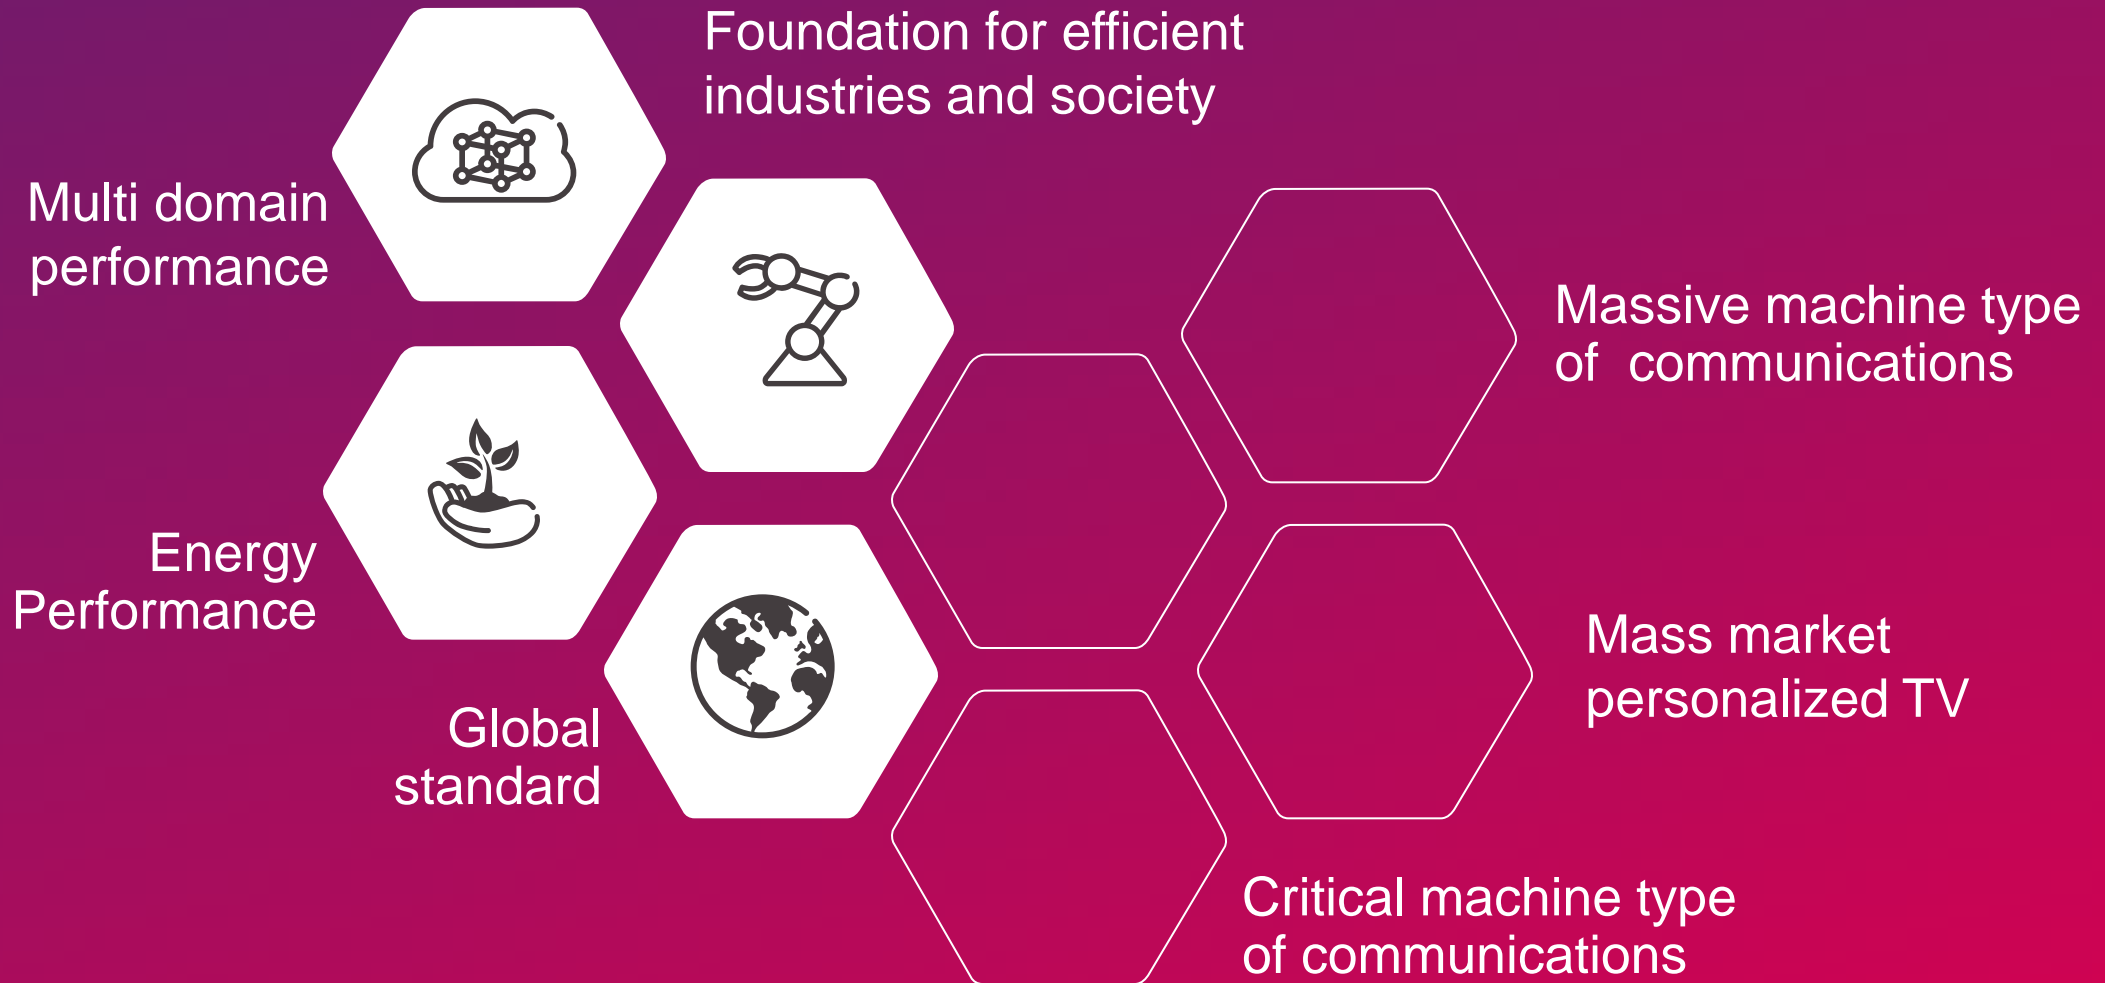 Foundation for efficient
industries and society
Multi domain
performance
Massive machine type
of  communications
Energy
Performance
Mass market
personalized TV
Global
standard
Critical machine type
of communications